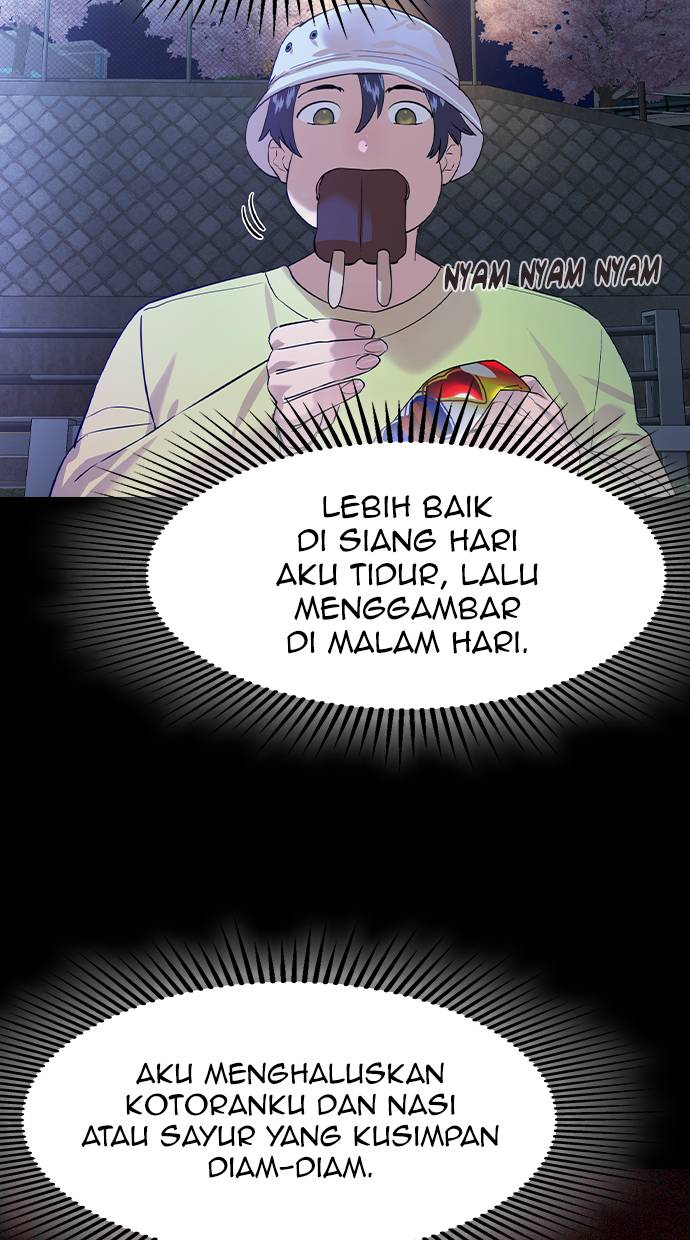 NYAM NYAM NYAM
LEBIH BAIK
DI SIANG HARI
AKU TIDUR, LALU
MENGGAMBAR
DI MALAM HARI.
AKU MENGHALUSKAN
KOTORANKU DAN NASI
ATAU SAYUR YANG KUSIMPAN
DIAM-DIAM.